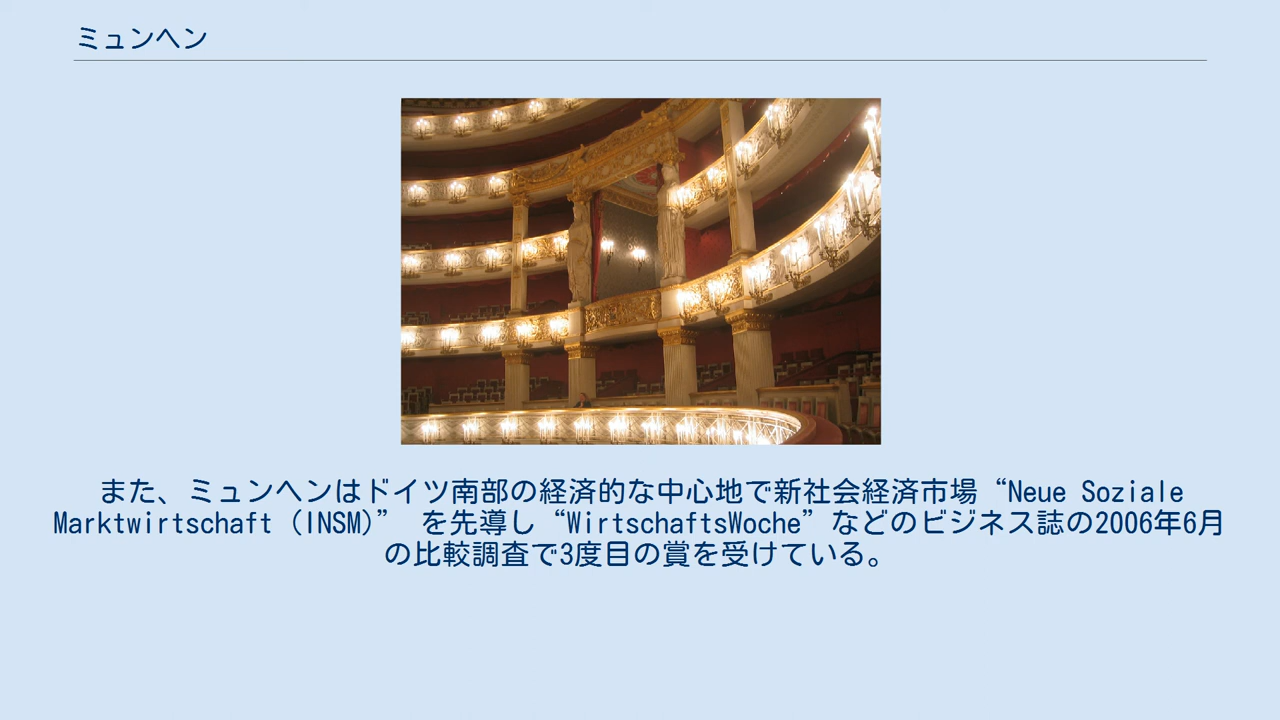 ミュンヘン
また、ミュンヘンはドイツ南部の経済的な中心地で新社会経済市場“Neue Soziale
Marktwirtschaft (INSM)” を先導し“WirtschaftsWoche”などのビジネス誌の2006年6月
の比較調査で3度目の賞を受けている。